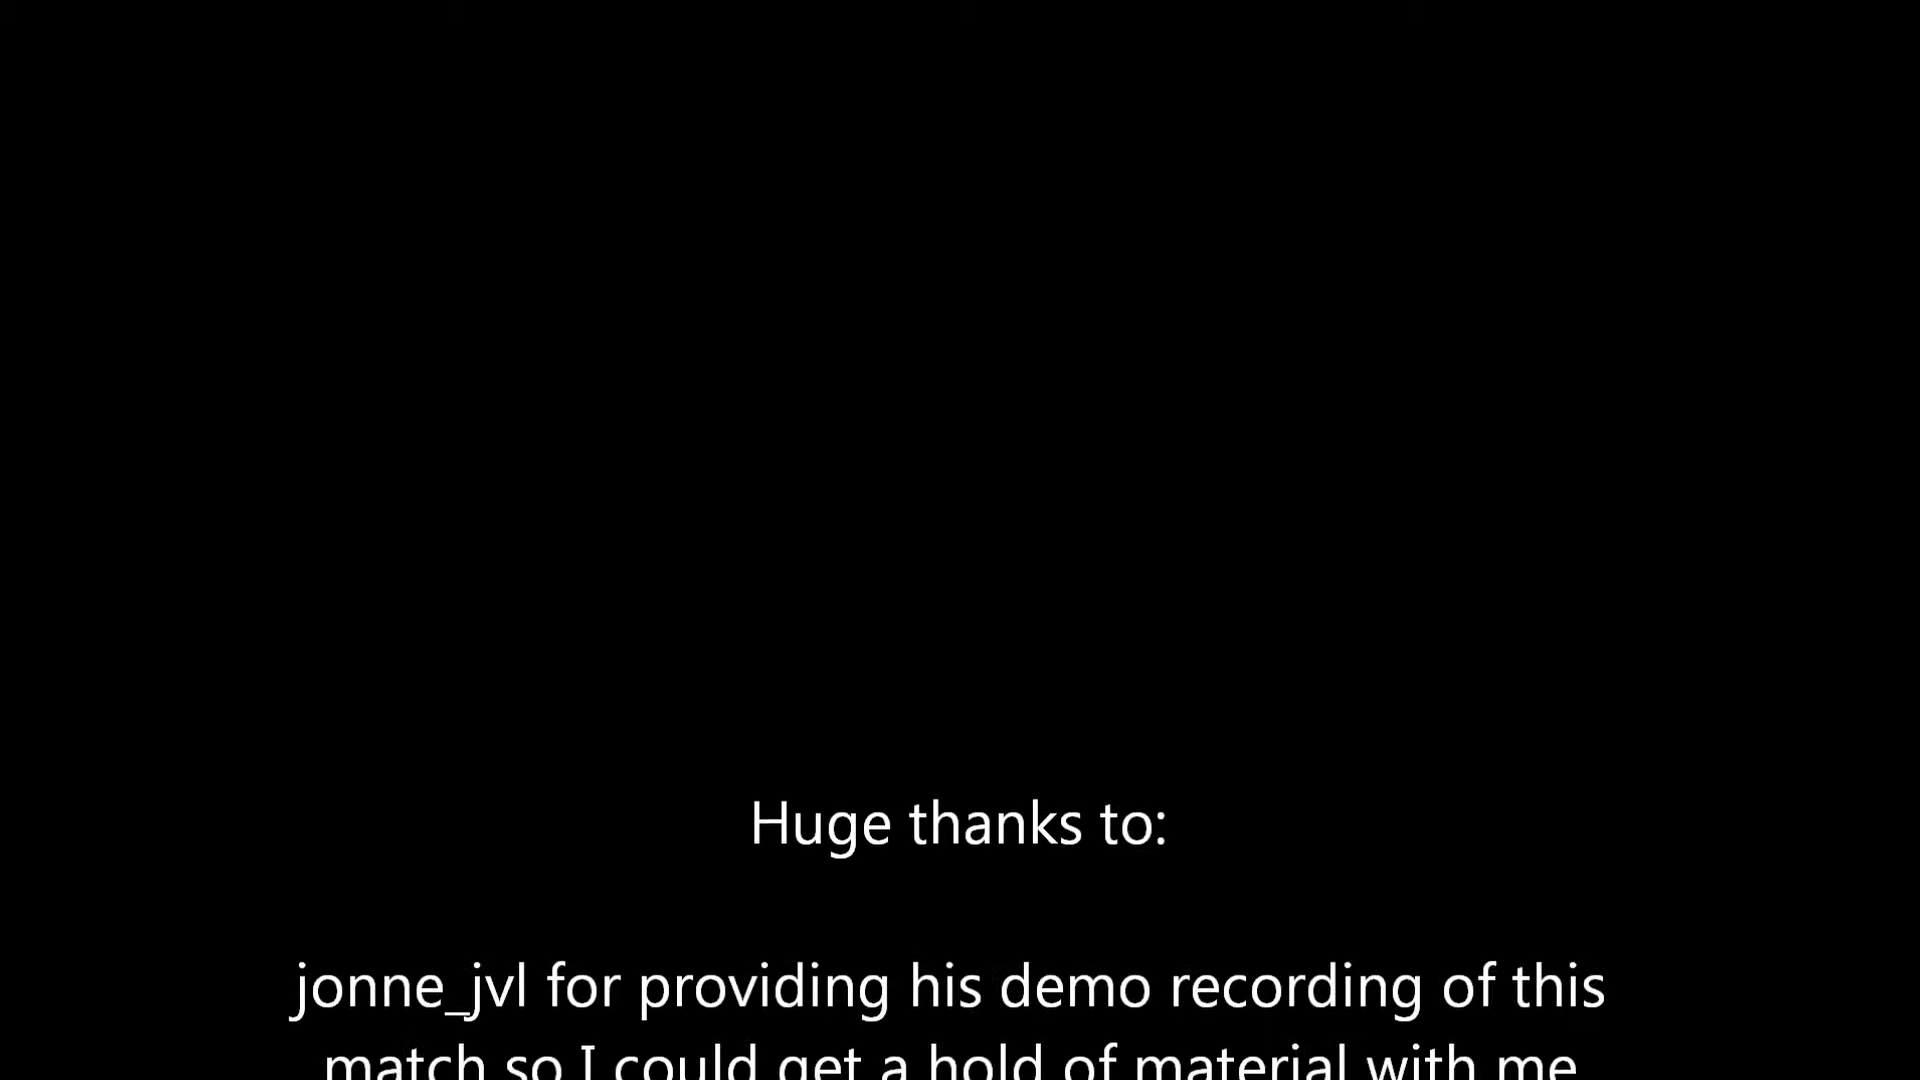 Huge thanks to:
jonne_jvl for providing his demo recording of this
match so I could get a hold of material with me